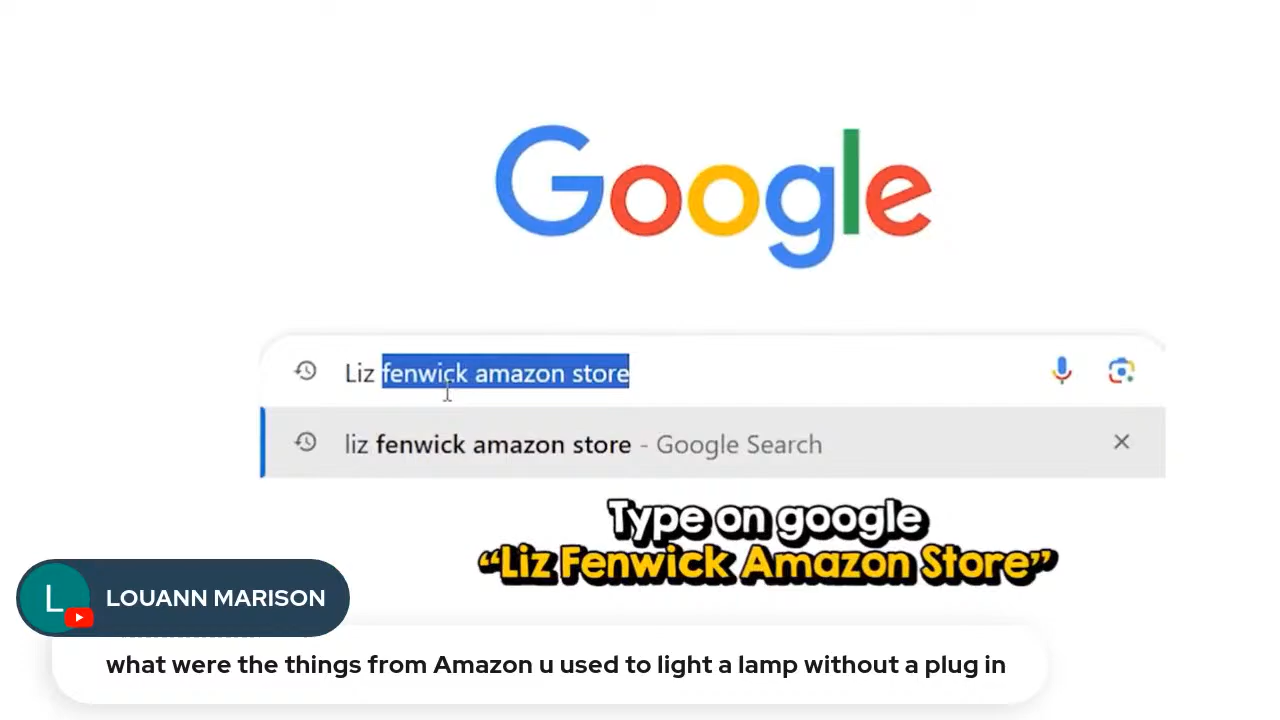 Google
Liz fenwick amazon store
liz fenwick amazon store - Google Search
Type on google
“Liz Fenwick Amazon Store”
L
LOUANN MARISON
what were the things from Amazon u used to light a lamp without a plug in